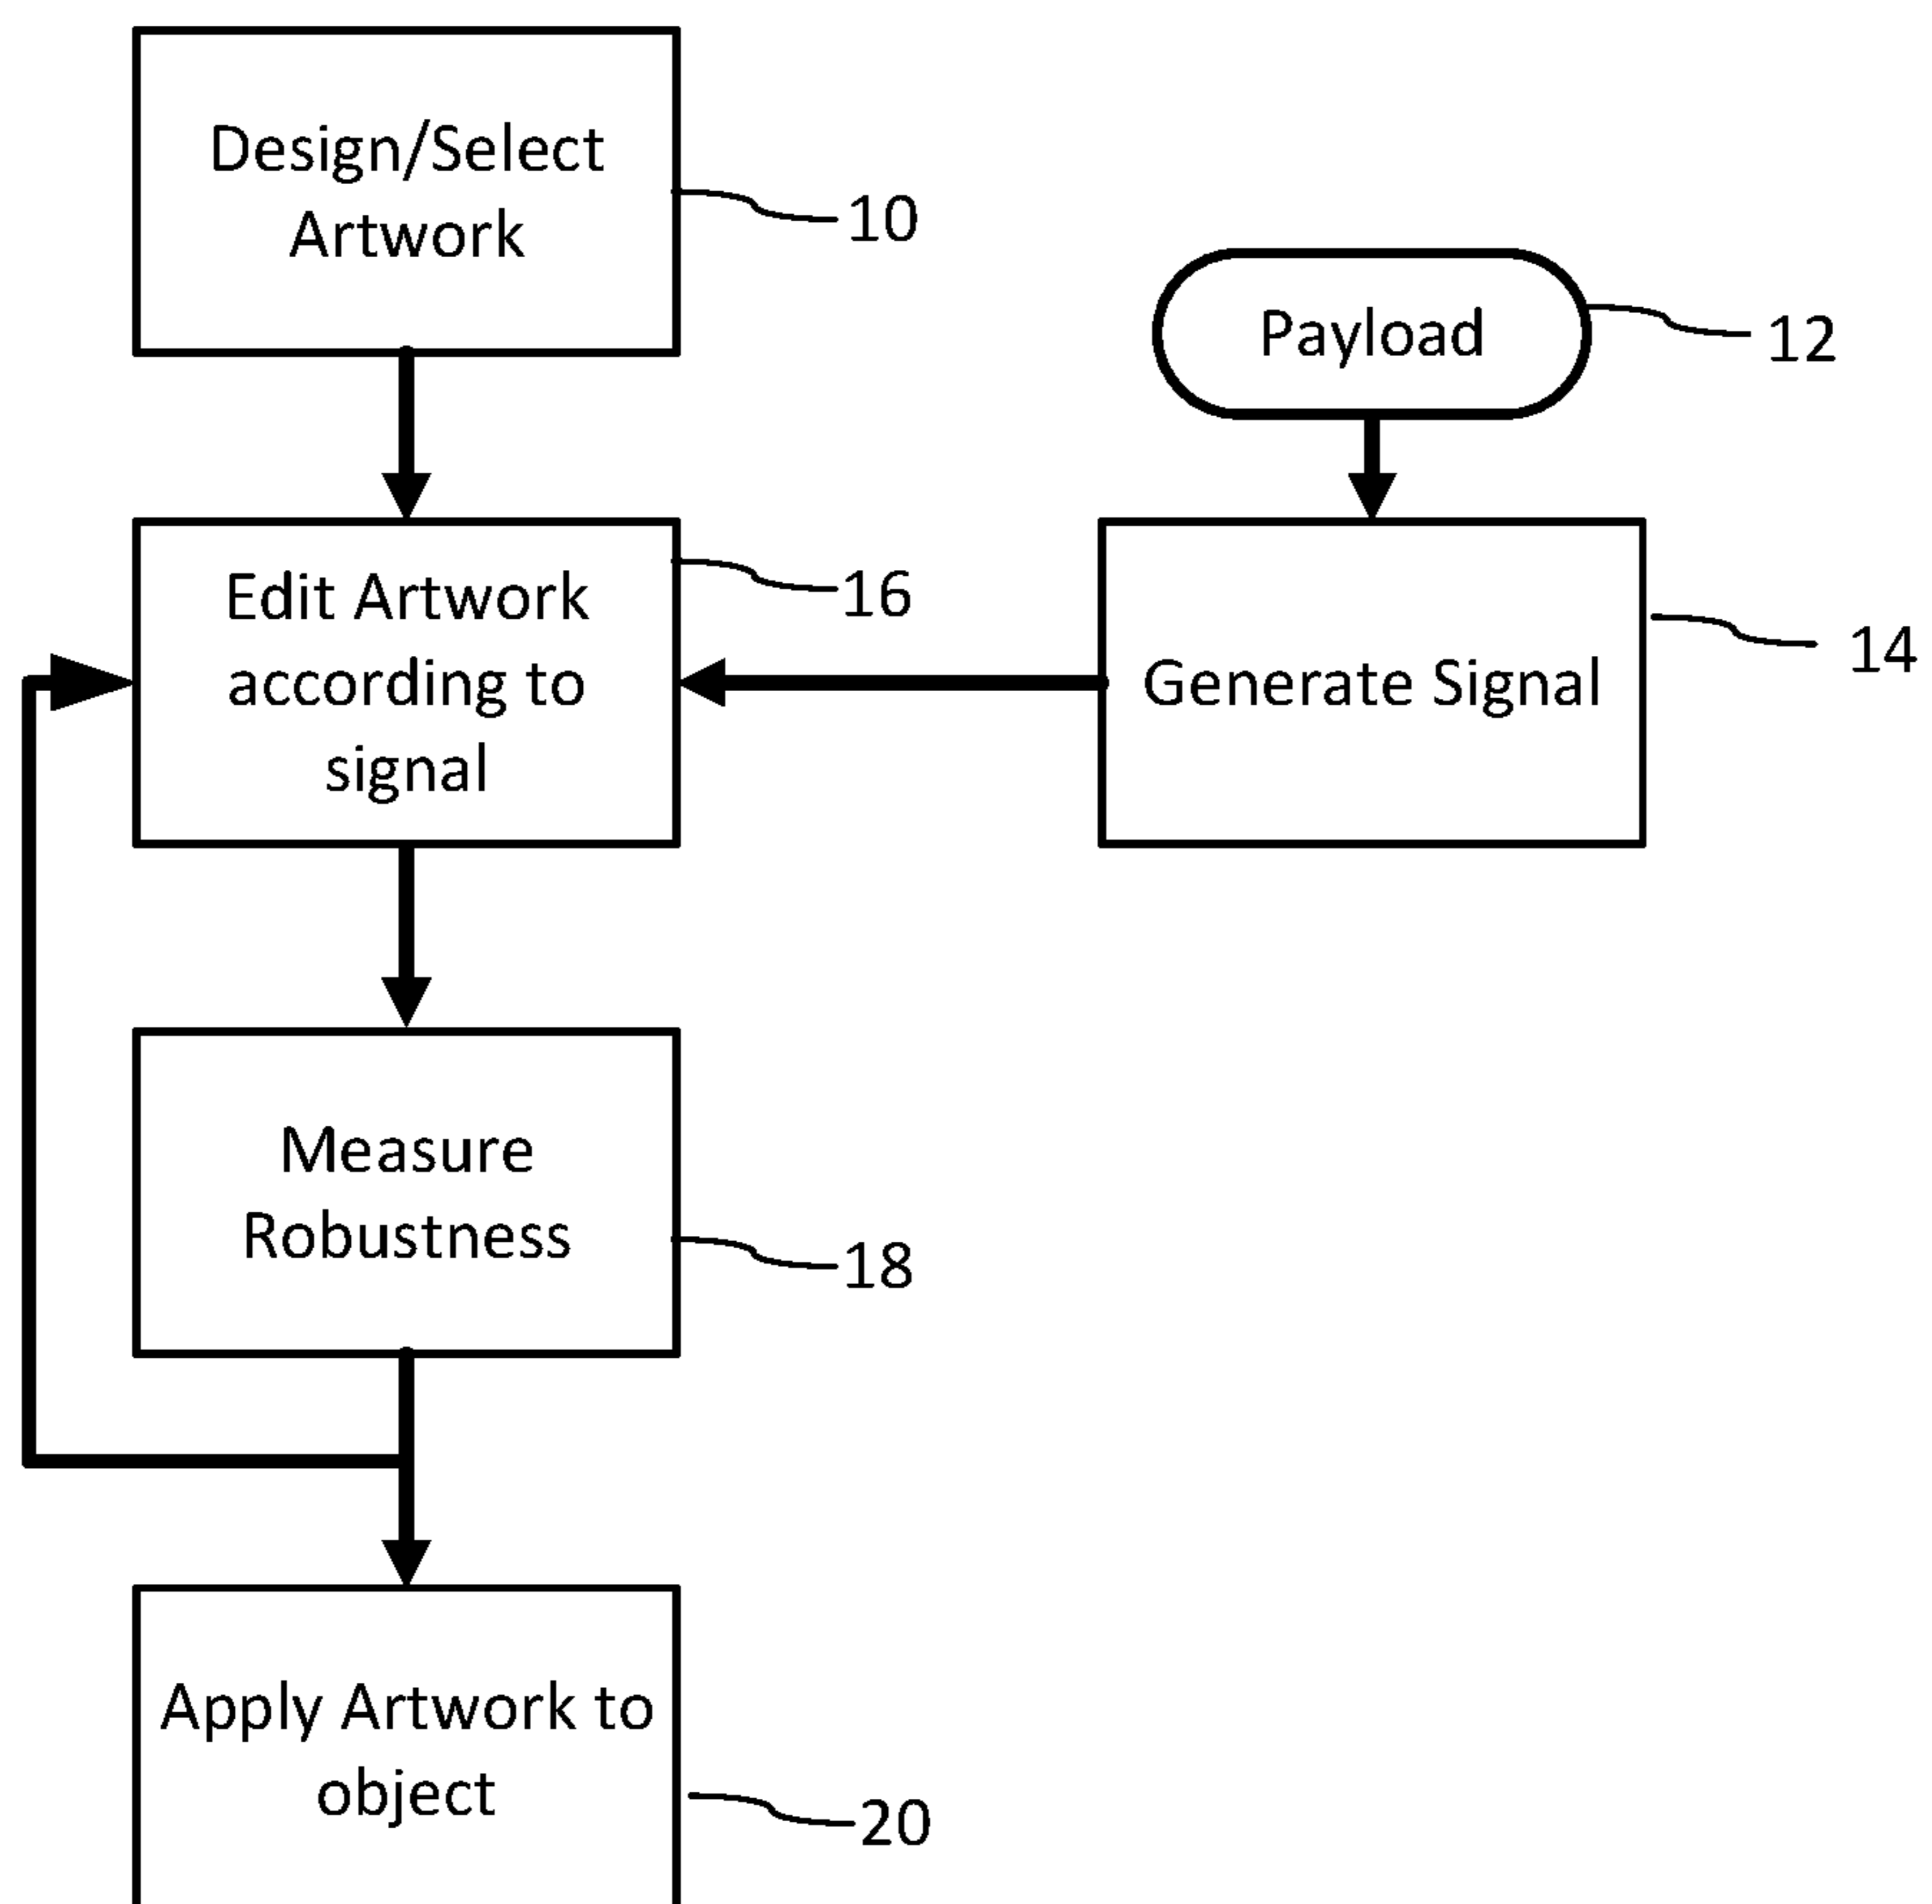 Design/Select
Artwork
10
Payload
12
Edit Artwork
according to
signal
16
Generate Signal
14
Measure
Robustness
18
Apply Artwork to
object
20